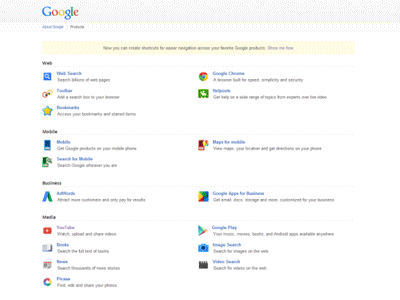 Google
About Google | Products
Now you can create shortcuts for easier navigation across your favorite Google products. Show me how
Web
Web Search
Search billions of web pages
Google Chrome
A browser built for speed, simplicity and security
Toolbar
Add a search box to your browser
Helpouts
Get help on a wide range of topics from experts over live video
Bookmarks
Access your bookmarks and starred items
Mobile
Mobile
Get Google products on your mobile phone
Maps for mobile
View maps, your location and get directions on your phone
Search for Mobile
Search Google wherever you are
Business
AdWords
Attract more customers and only pay for results
Google Apps for Business
Get email, docs, storage and more, customized for your business
Media
YouTube
Watch, upload and share videos
Google Play
Your music, movies, books, and Android apps available anywhere
Books
Search the full text of books
Image Search
Search for images on the web
News
Search thousands of news stories
Video Search
Search for videos on the web
Picasa
Find, edit and share your photos